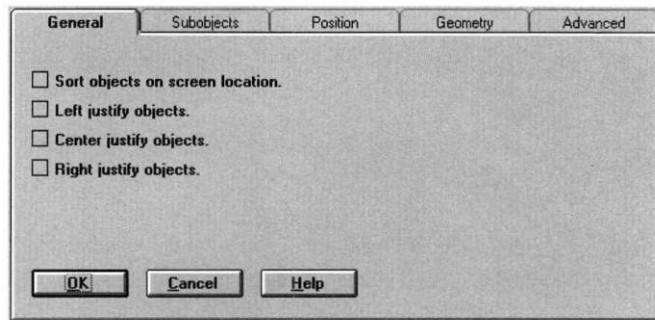 General Subobjects Position Geometry Advanced
Sort objects on screen location.
Left justify objects.
Center justify objects.
Right justify objects.
OK Cancel Help